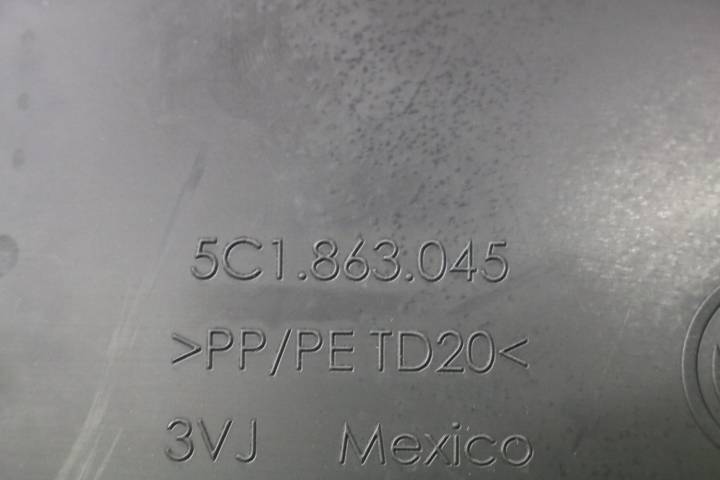 5C1.863.045
>PP/PE TD20<
3VJ Mexico